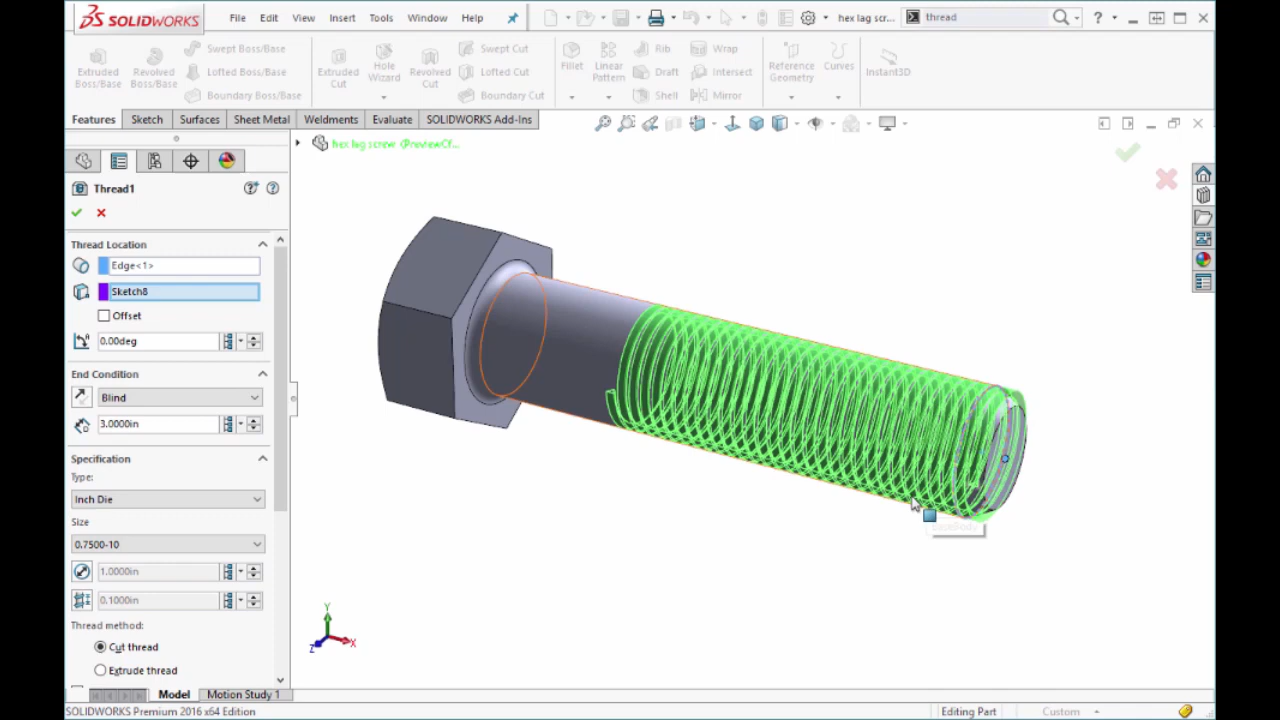 SOLIDWORKS File Edit View Insert Tools Window Help hex lag scr... thread
Extruded Boss/Base
Revolved Boss/Base
Swept Boss/Base
Lofted Boss/Base
Boundary Boss/Base
Extruded Cut
Hole Wizard
Revolved Cut
Swept Cut
Lofted Cut
Boundary Cut
Fillet
Linear Pattern
Rib
Draft
Shell
Wrap
Intersect
Mirror
Reference Geometry
Curves
Instant3D
Features Sketch Surfaces Sheet Metal Weldments Evaluate SOLIDWORKS Add-Ins
hex lag screw (PreviewCf...
Thread1
Thread Location
Edge<1>
Sketch8
Offset
0.00deg
End Condition
Blind
3.0000in
Specification
Type:
Inch Die
Size
0.7500-10
1.0000in
0.1000in
Thread method:
Cut thread
Extrude thread
Y
X
Z
Model Motion Study 1
SOLIDWORKS Premium 2016 x64 Edition Editing Part Custom